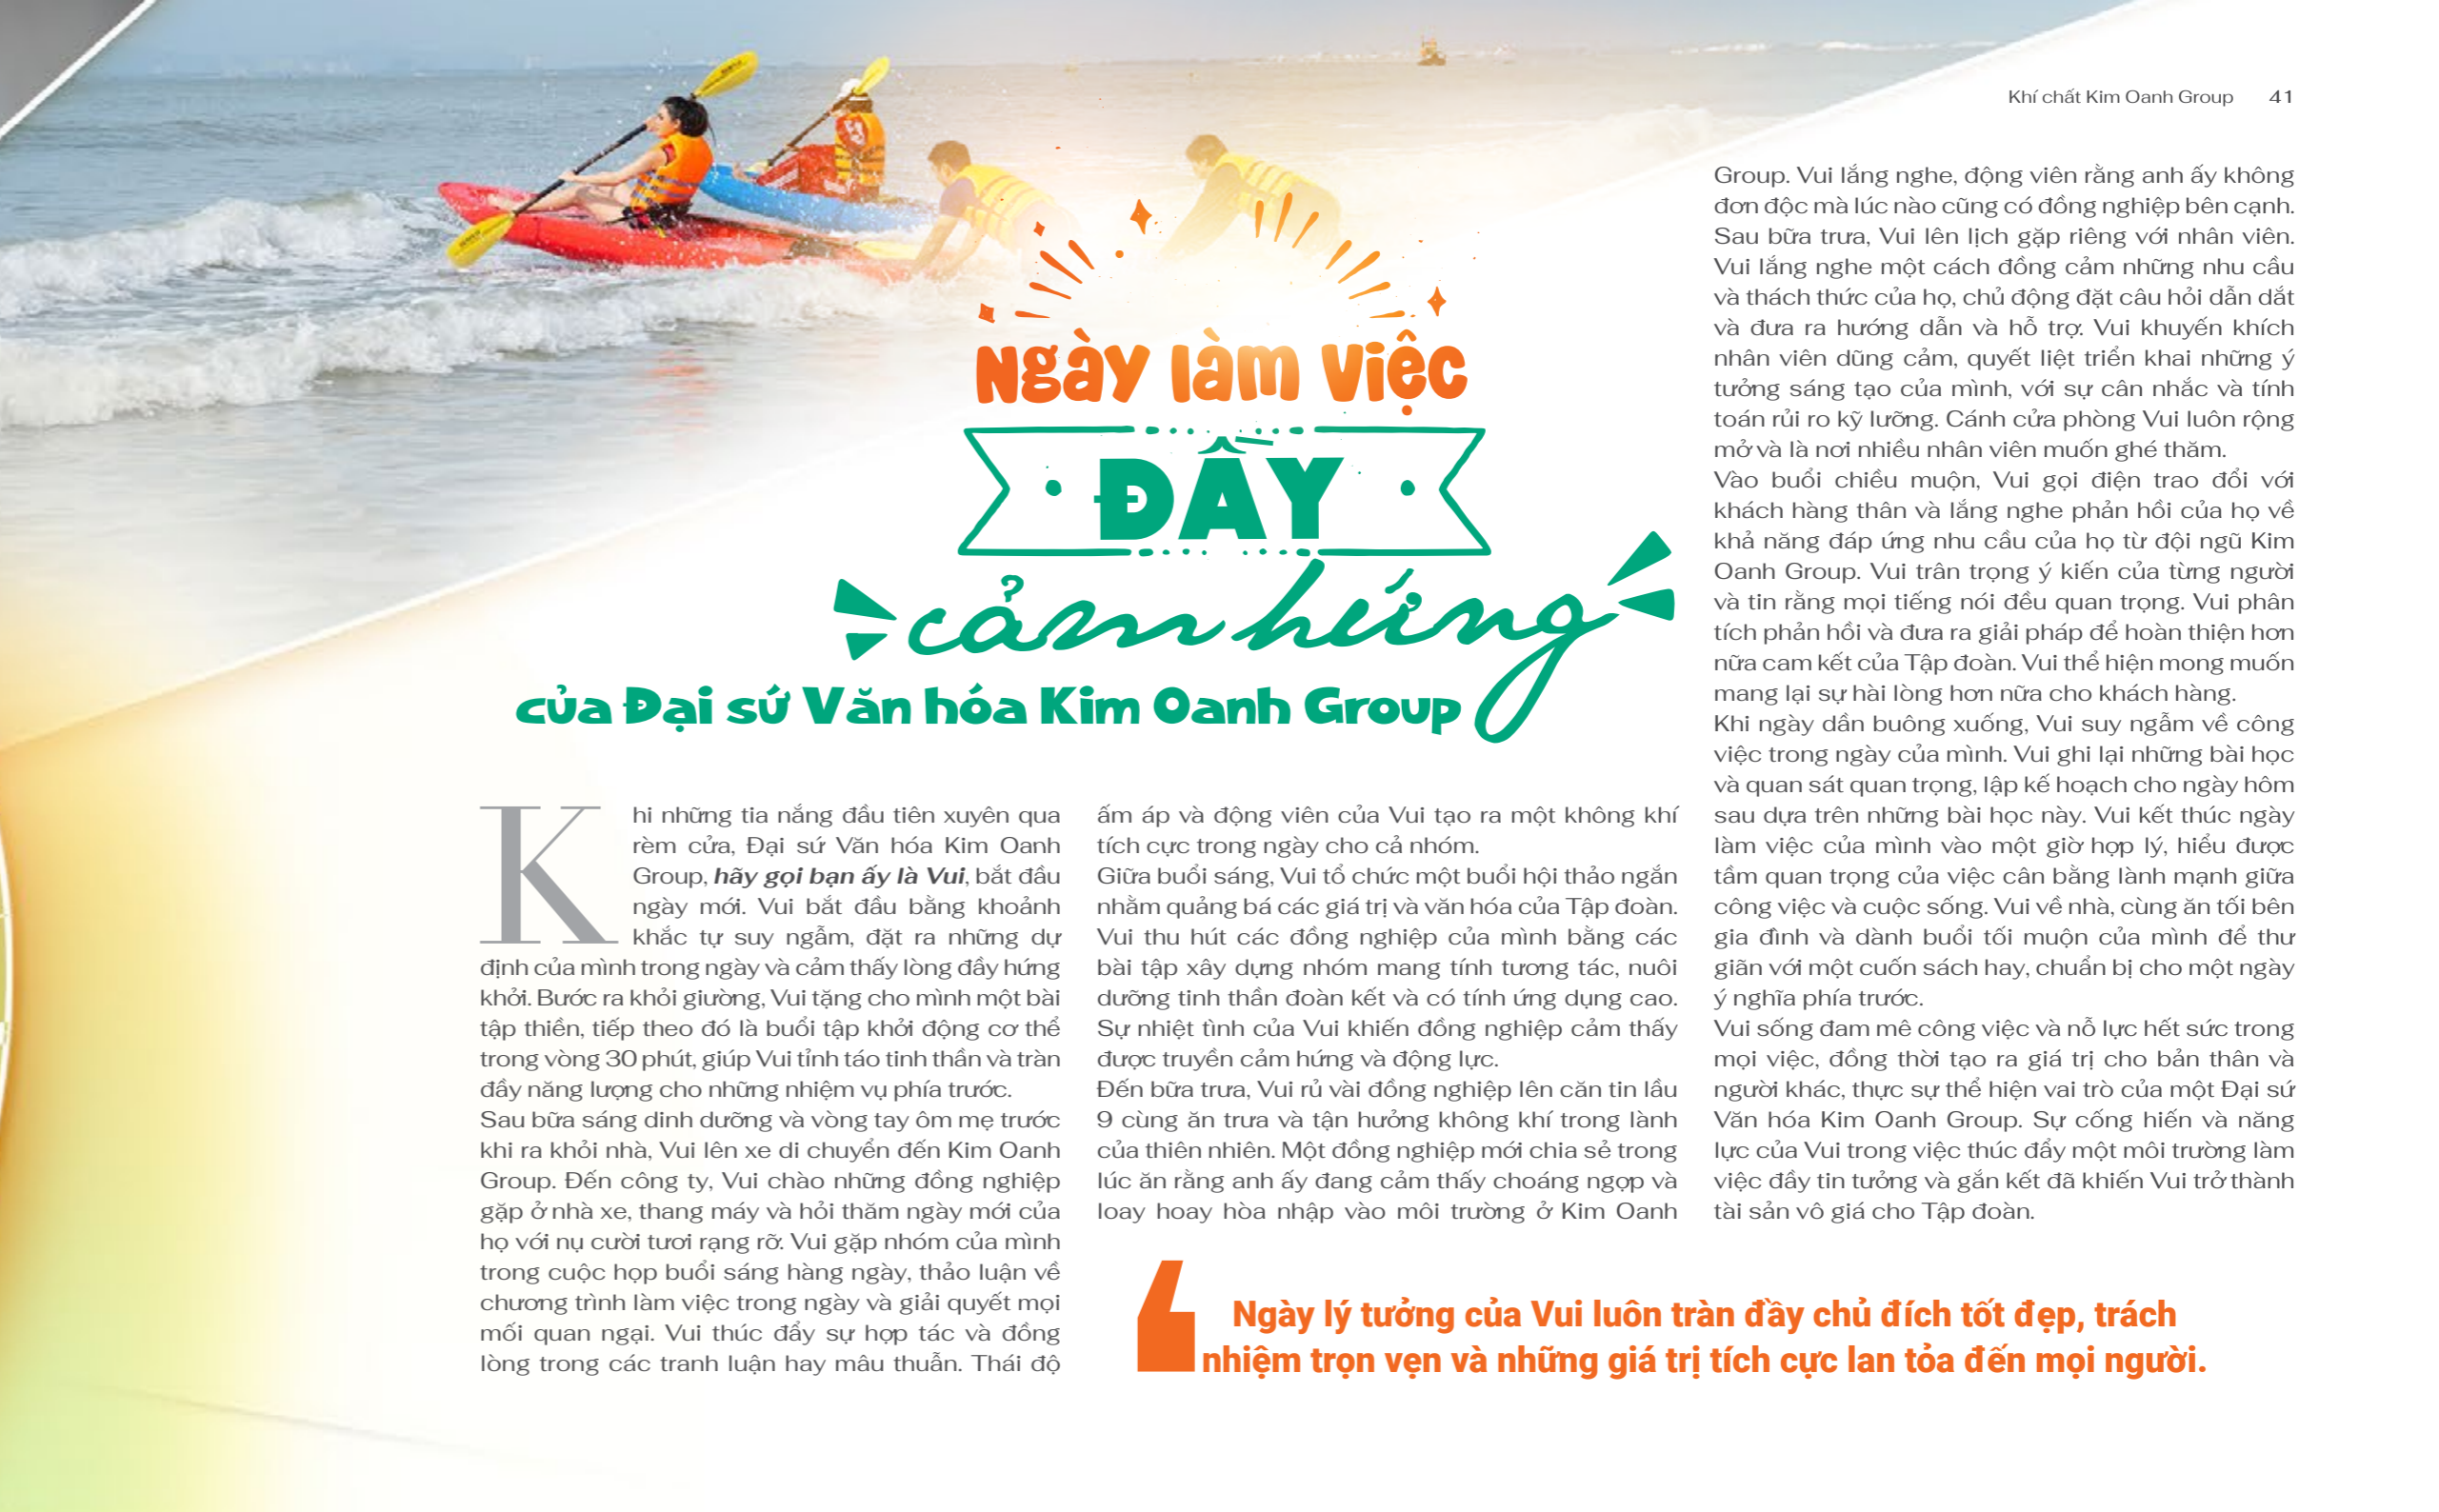 Khí chất Kim Oanh Group 41
Ngày làm việc
ĐẦY
cảm hứng
của Đại sứ Văn hóa Kim Oanh Group
Khi những tia nắng đầu tiên xuyên qua
rèm cửa, Đại sứ Văn hóa Kim Oanh
Group, hãy gọi bạn ấy là Vui, bắt đầu
ngày mới. Vui bắt đầu bằng khoảnh
khắc tự suy ngẫm, đặt ra những dự
định của mình trong ngày và cảm thấy lòng đầy hứng
khởi. Bước ra khỏi giường, Vui tặng cho mình một bài
tập thiền, tiếp theo đó là buổi tập khởi động cơ thể
trong vòng 30 phút, giúp Vui tỉnh táo tinh thần và tràn
đầy năng lượng cho những nhiệm vụ phía trước.
Sau bữa sáng dinh dưỡng và vòng tay ôm mẹ trước
khi ra khỏi nhà, Vui lên xe di chuyển đến Kim Oanh
Group. Đến công ty, Vui chào những đồng nghiệp
gặp ở nhà xe, thang máy và hỏi thăm ngày mới của
họ với nụ cười tươi rạng rỡ. Vui gặp nhóm của mình
trong cuộc họp buổi sáng hàng ngày, thảo luận về
chương trình làm việc trong ngày và giải quyết mọi
mối quan ngại. Vui thúc đẩy sự hợp tác và đồng
lòng trong các tranh luận hay mâu thuẫn. Thái độ
ấm áp và động viên của Vui tạo ra một không khí
tích cực trong ngày cho cả nhóm.
Giữa buổi sáng, Vui tổ chức một buổi hội thảo ngắn
nhằm quảng bá các giá trị và văn hóa của Tập đoàn.
Vui thu hút các đồng nghiệp của mình bằng các
bài tập xây dựng nhóm mang tính tương tác, nuôi
dưỡng tinh thần đoàn kết và có tính ứng dụng cao.
Sự nhiệt tình của Vui khiến đồng nghiệp cảm thấy
được truyền cảm hứng và động lực.
Đến bữa trưa, Vui rủ vài đồng nghiệp lên căn tin lầu
9 cùng ăn trưa và tận hưởng không khí trong lành
của thiên nhiên. Một đồng nghiệp mới chia sẻ trong
lúc ăn rằng anh ấy đang cảm thấy choáng ngợp và
loay hoay hòa nhập vào môi trường ở Kim Oanh
Group. Vui lắng nghe, động viên rằng anh ấy không
đơn độc mà lúc nào cũng có đồng nghiệp bên cạnh.
Sau bữa trưa, Vui lên lịch gặp riêng với nhân viên.
Vui lắng nghe một cách đồng cảm những nhu cầu
và thách thức của họ, chủ động đặt câu hỏi dẫn dắt
và đưa ra hướng dẫn và hỗ trợ. Vui khuyến khích
nhân viên dũng cảm, quyết liệt triển khai những ý
tưởng sáng tạo của mình, với sự cân nhắc và tính
toán rủi ro kỹ lưỡng. Cánh cửa phòng Vui luôn rộng
mở và là nơi nhiều nhân viên muốn ghé thăm.
Vào buổi chiều muộn, Vui gọi điện trao đổi với
khách hàng thân và lắng nghe phản hồi của họ về
khả năng đáp ứng nhu cầu của họ từ đội ngũ Kim
Oanh Group. Vui trân trọng ý kiến của từng người
và tin rằng mọi tiếng nói đều quan trọng. Vui phân
tích phản hồi và đưa ra giải pháp để hoàn thiện hơn
nữa cam kết của Tập đoàn. Vui thể hiện mong muốn
mang lại sự hài lòng hơn nữa cho khách hàng.
Khi ngày dần buông xuống, Vui suy ngẫm về công
việc trong ngày của mình. Vui ghi lại những bài học
và quan sát quan trọng, lập kế hoạch cho ngày hôm
sau dựa trên những bài học này. Vui kết thúc ngày
làm việc của mình vào một giờ hợp lý, hiểu được
tầm quan trọng của việc cân bằng lành mạnh giữa
công việc và cuộc sống. Vui về nhà, cùng ăn tối bên
gia đình và dành buổi tối muộn của mình để thư
giãn với một cuốn sách hay, chuẩn bị cho một ngày
ý nghĩa phía trước.
Vui sống đam mê công việc và nỗ lực hết sức trong
mọi việc, đồng thời tạo ra giá trị cho bản thân và
người khác, thực sự thể hiện vai trò của một Đại sứ
Văn hóa Kim Oanh Group. Sự cống hiến và năng
lực của Vui trong việc thúc đẩy một môi trường làm
việc đầy tin tưởng và gắn kết đã khiến Vui trở thành
tài sản vô giá cho Tập đoàn.
Ngày lý tưởng của Vui luôn tràn đầy chủ đích tốt đẹp, trách
nhiệm trọn vẹn và những giá trị tích cực lan tỏa đến mọi người.